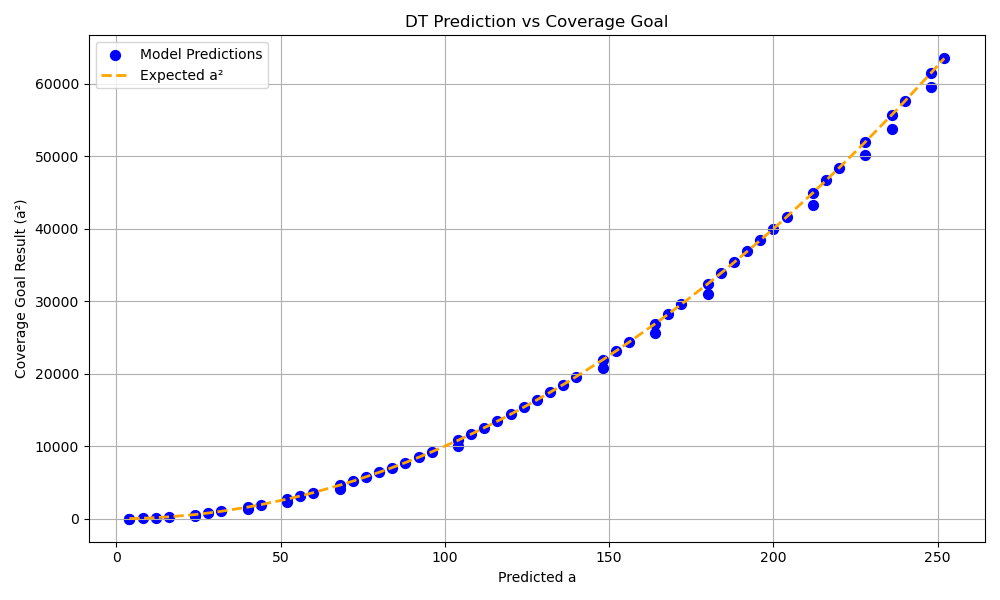 DT Prediction vs Coverage Goal
Model Predictions
Expected a²
Coverage Goal Result (a²)
60000
50000
40000
30000
20000
10000
0
0 50 100 150 200 250
Predicted a